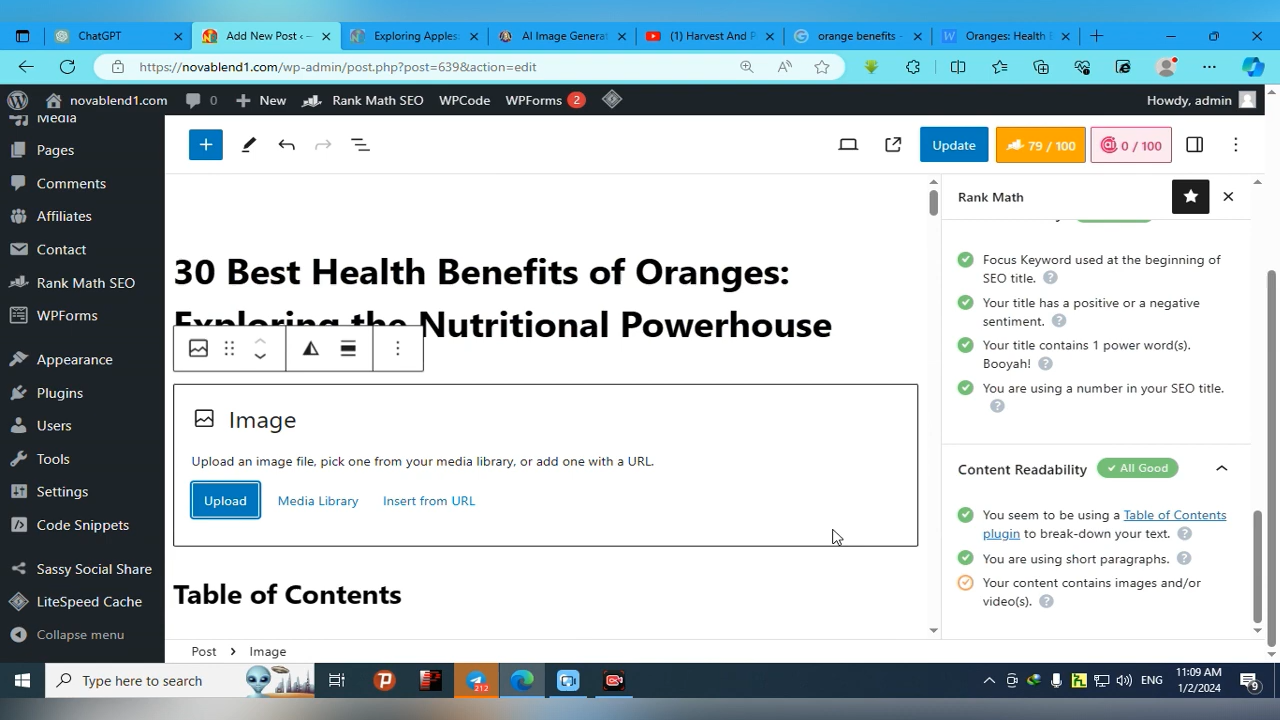 ChatGPT
Add New Post ‹ —
Exploring Apples:
AI Image Generat
(1) Harvest And P
orange benefits -
Oranges: Health B
https://novablend1.com/wp-admin/post.php?post=639&action=edit
novablend1.com
0
New
Rank Math SEO
WPCode
WPForms 2
Howdy, admin
Media
Pages
Comments
Affiliates
Contact
Rank Math SEO
WPForms
Appearance
Plugins
Users
Tools
Settings
Code Snippets
Sassy Social Share
LiteSpeed Cache
Collapse menu
Update
79 / 100
0 / 100
30 Best Health Benefits of Oranges:
Exploring the Nutritional Powerhouse
Image
Upload an image file, pick one from your media library, or add one with a URL.
Upload
Media Library
Insert from URL
Table of Contents
Post
Image
Rank Math
Focus Keyword used at the beginning of
SEO title.
Your title has a positive or a negative
sentiment.
Your title contains 1 power word(s).
Booyah!
You are using a number in your SEO title.
Content Readability
All Good
You seem to be using a Table of Contents
plugin to break-down your text.
You are using short paragraphs.
Your content contains images and/or
video(s).
Type here to search
212
ENG
11:09 AM
1/2/2024
9